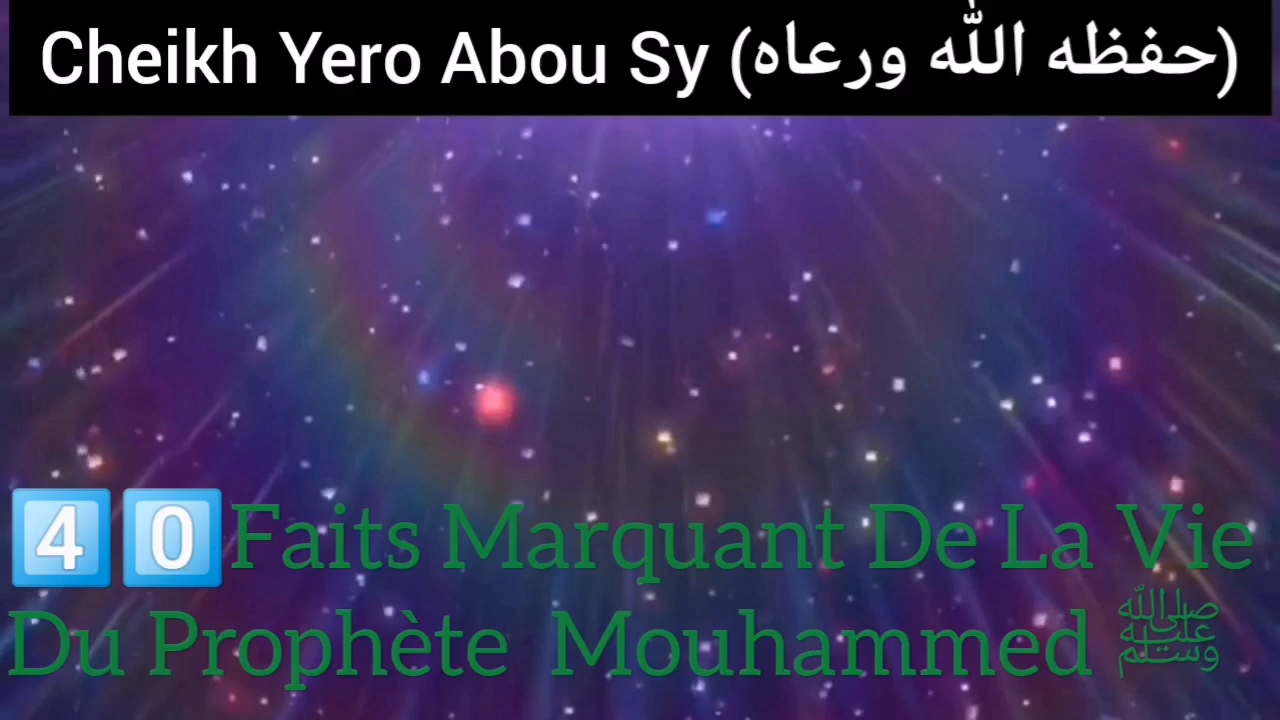 Cheikh Yero Abou Sy (حفظه الله ورعاه)
4️⃣0️⃣Faits Marquant De La Vie
Du Prophète Mouhammed ﷺ